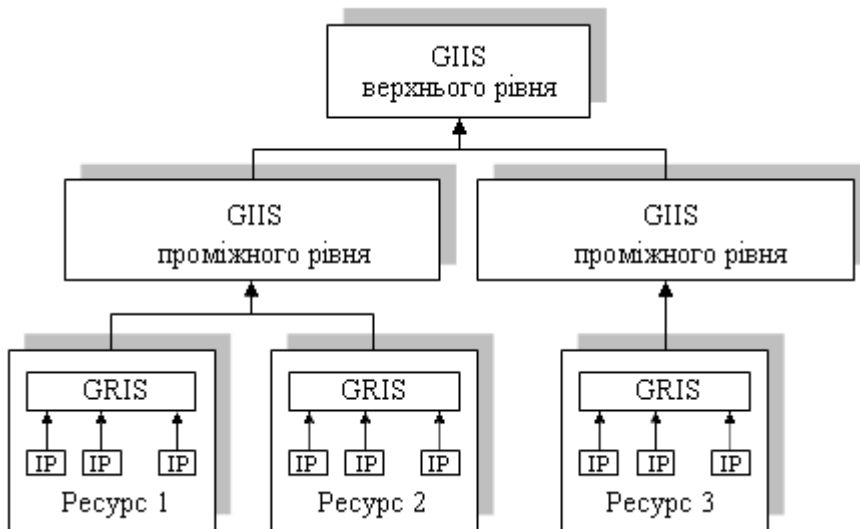 GIIS
верхнього рівня
GIIS
проміжного рівня
GIIS
проміжного рівня
GRIS
IP IP IP
Ресурс 1
GRIS
IP IP IP
Ресурс 2
GRIS
IP IP IP
Ресурс 3